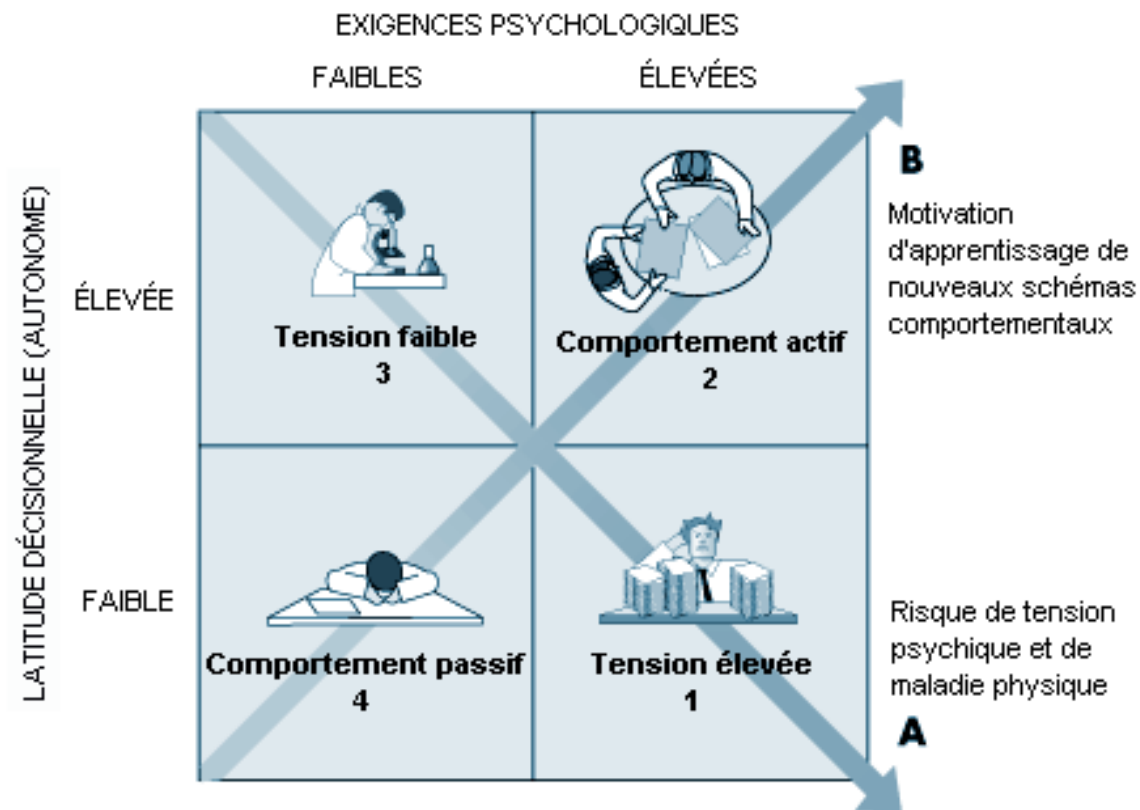 EXIGENCES PSYCHOLOGIQUES
FAIBLES
ÉLEVÉES
LATITUDE DÉCISIONNELLE (AUTONOME)
ÉLEVÉE
FAIBLE
Tension faible
3
Comportement actif
2
B
Motivation
d'apprentissage de
nouveaux schémas
comportementaux
Comportement passif
4
Tension élevée
1
Risque de tension
psychique et de
maladie physique
A